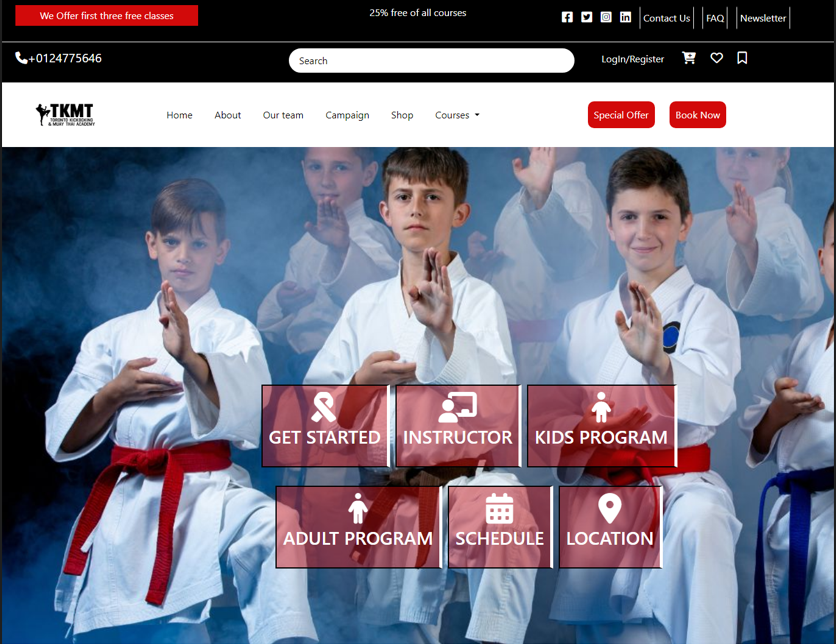 We Offer first three free classes
25% free of all courses
Contact Us
FAQ
Newsletter
+0124775646
Search
LogIn/Register
TKMT
TORONTO KICKBOXING
& MUAY THAI ACADEMY
Home
About
Our team
Campaign
Shop
Courses
Special Offer
Book Now
GET STARTED
INSTRUCTOR
KIDS PROGRAM
ADULT PROGRAM
SCHEDULE
LOCATION